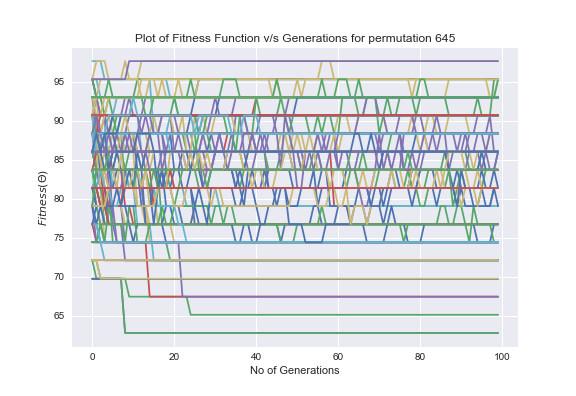 Plot of Fitness Function v/s Generations for permutation 645
95
90
85
80
75
70
65
Fitness(Θ)
0 20 40 60 80 100
No of Generations